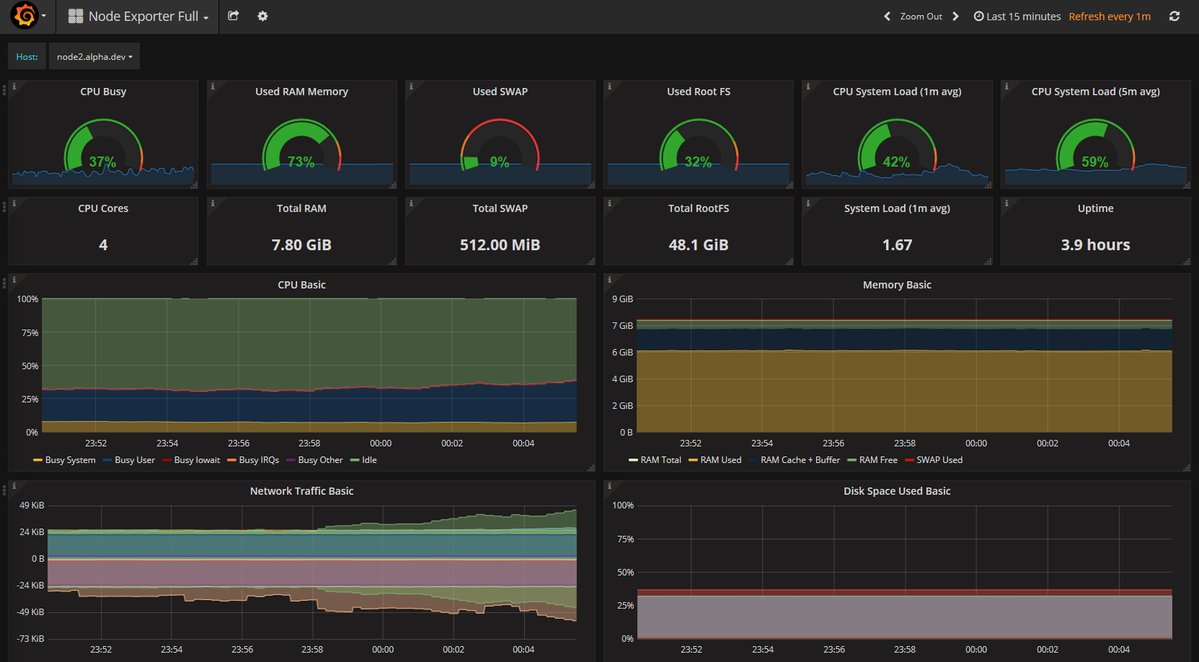 Node Exporter Full Zoom Out Last 15 minutes Refresh every 1m
Host: node2.alpha.dev
CPU Busy Used RAM Memory Used SWAP Used Root FS CPU System Load (1m avg) CPU System Load (5m avg)
37% 73% 9% 32% 42% 59%
CPU Cores Total RAM Total SWAP Total RootFS System Load (1m avg) Uptime
4 7.80 GiB 512.00 MiB 48.1 GiB 1.67 3.9 hours
CPU Basic
100%
75%
50%
25%
0%
23:52 23:54 23:56 23:58 00:00 00:02 00:04
Busy System Busy User Busy Iowait Busy IRQs Busy Other Idle
Memory Basic
9 GiB
7 GiB
6 GiB
4 GiB
2 GiB
0 B
23:52 23:54 23:56 23:58 00:00 00:02 00:04
RAM Total RAM Used RAM Cache + Buffer RAM Free SWAP Used
Network Traffic Basic
49 KiB
24 KiB
0 B
-24 KiB
-49 KiB
-73 KiB
23:52 23:54 23:56 23:58 00:00 00:02 00:04
Disk Space Used Basic
100%
75%
50%
25%
0%
23:52 23:54 23:56 23:58 00:00 00:02 00:04